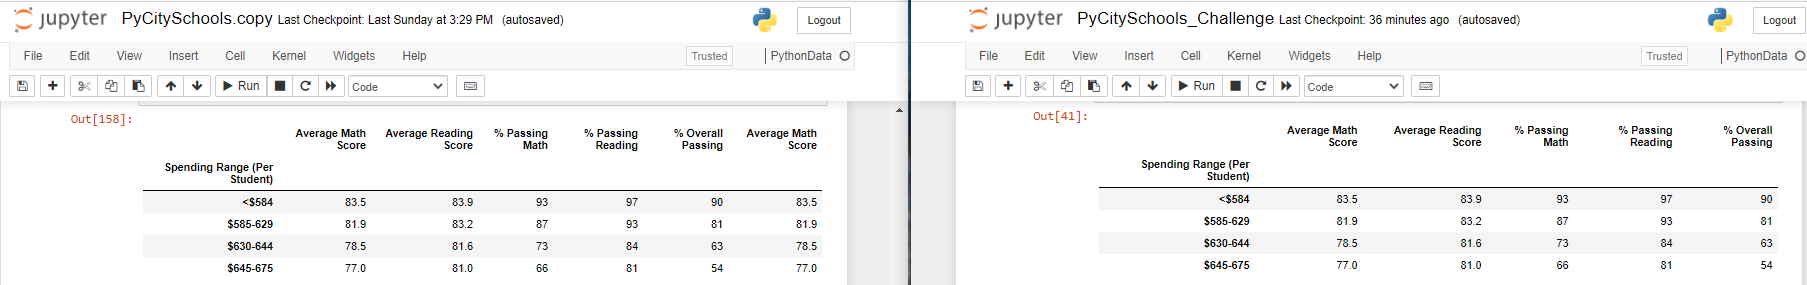 jupyter PyCitySchools.copy Last Checkpoint: Last Sunday at 3:29 PM (autosaved) Logout
File Edit View Insert Cell Kernel Widgets Help Trusted PythonData
Run Code
Out[158]:
Average Math Score Average Reading Score % Passing Math % Passing Reading % Overall Passing Average Math Score
Spending Range (Per Student)
<$584 83.5 83.9 93 97 90 83.5
$585-629 81.9 83.2 87 93 81 81.9
$630-644 78.5 81.6 73 84 63 78.5
$645-675 77.0 81.0 66 81 54 77.0
jupyter PyCitySchools_Challenge Last Checkpoint: 36 minutes ago (autosaved) Logout
File Edit View Insert Cell Kernel Widgets Help Trusted PythonData
Run Code
Out[41]:
Average Math Score Average Reading Score % Passing Math % Passing Reading % Overall Passing
Spending Range (Per Student)
<$584 83.5 83.9 93 97 90
$585-629 81.9 83.2 87 93 81
$630-644 78.5 81.6 73 84 63
$645-675 77.0 81.0 66 81 54